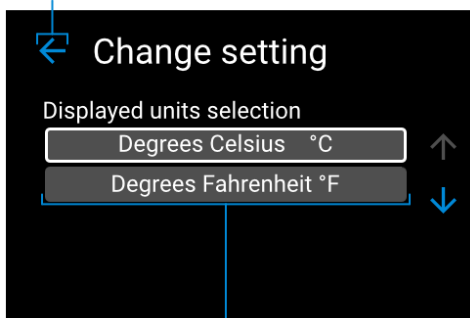 Change setting
Displayed units selection
Degrees Celsius °C
Degrees Fahrenheit °F